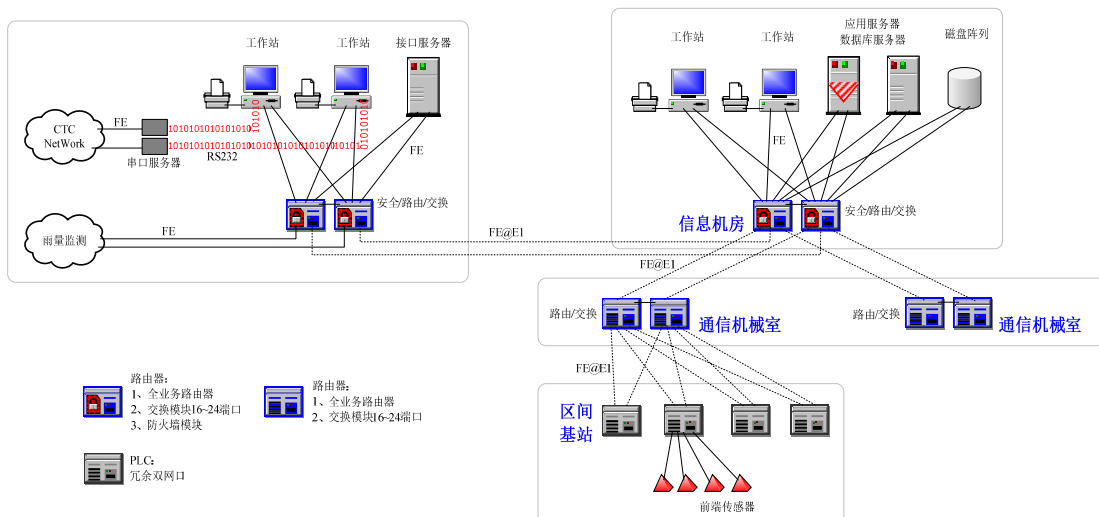 工作站
工作站
接口服务器
CTC
NetWork
FE
101010101010101010
101010
RS232
10101010101010101010101010101010101
01010101
串口服务器
FE
安全/路由/交换
雨量监测
FE
工作站
工作站
应用服务器
数据库服务器
磁盘阵列
FE
信息机房
安全/路由/交换
FE@E1
FE@E1
路由/交换
通信机械室
路由/交换
通信机械室
FE@E1
区间
基站
前端传感器
路由器:
1、全业务路由器
2、交换模块16~24端口
3、防火墙模块
路由器:
1、全业务路由器
2、交换模块16~24端口
PLC:
冗余双网口